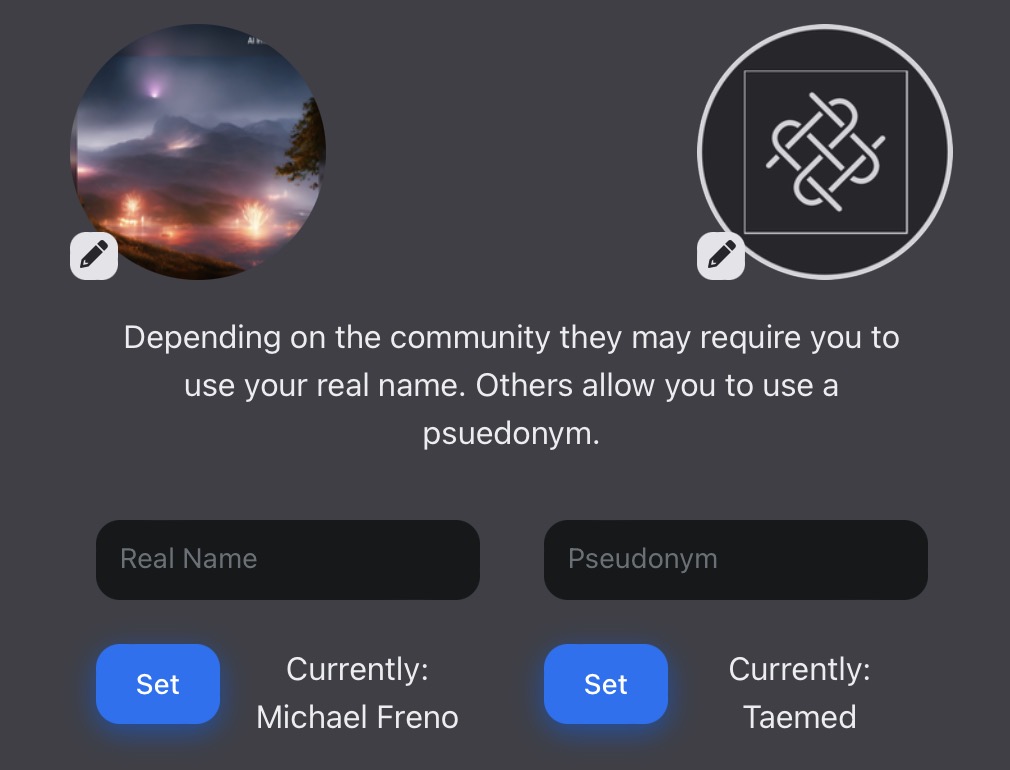 Depending on the community they may require you to
use your real name. Others allow you to use a
psuedonym.
Real Name
Pseudonym
Set
Currently:
Michael Freno
Set
Currently:
Taemed